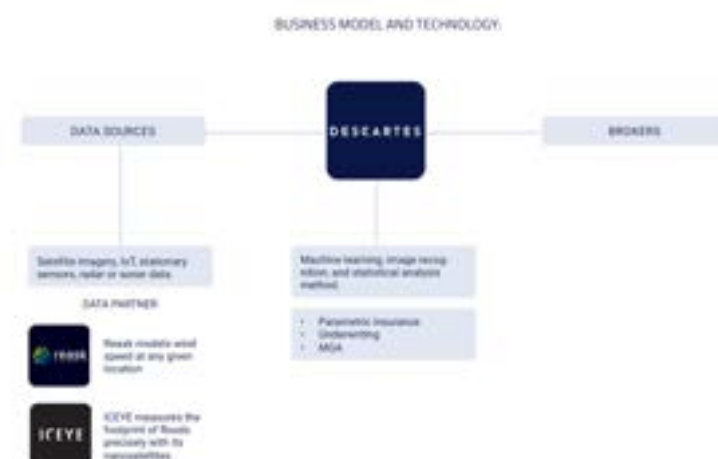 BUSINESS MODEL AND TECHNOLOGY:
DATA SOURCES
DESCARTES
BROKERS
Satellite imagery, IoT, stationary
sensors, radar or sonar data.
Machine learning, image recog-
nition, and statistical analysis
method.
DATA PARTNER
• Parametric insurance
• Underwriting
• MGA
reask
Reask models wind
speed at any given
location
ICEYE
ICEYE measures the
footprint of floods
precisely with its
nanosatellites